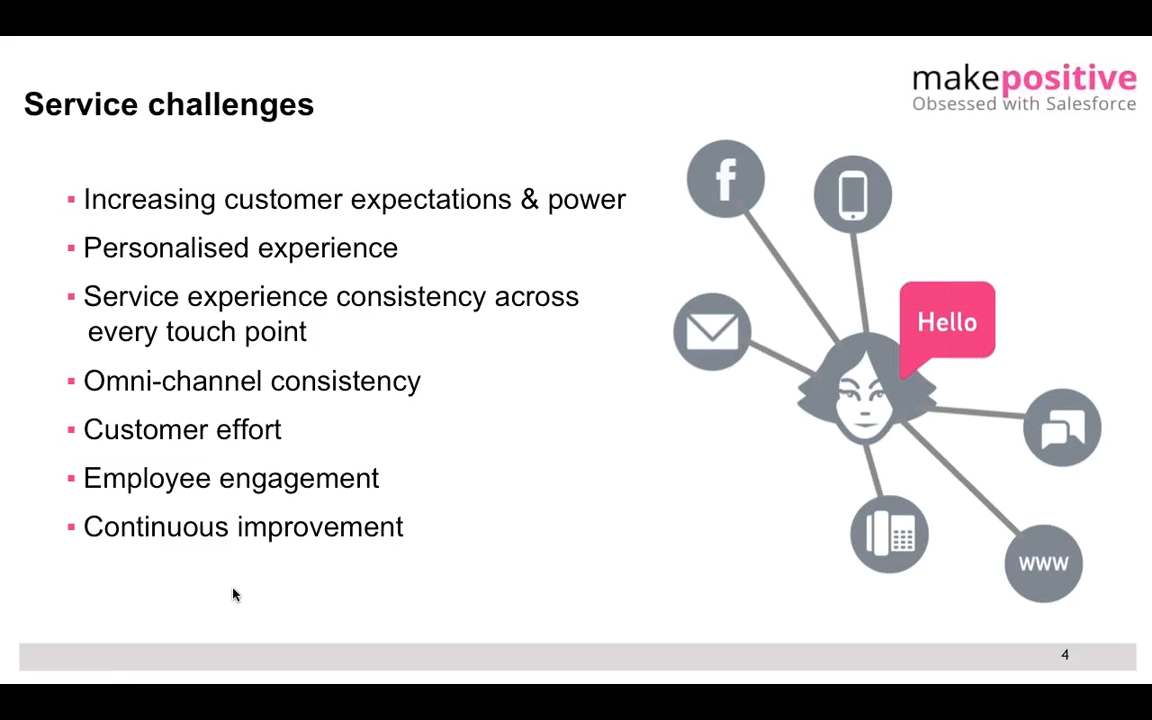 makepositive
Obsessed with Salesforce
Service challenges
▪ Increasing customer expectations & power
▪ Personalised experience
▪ Service experience consistency across
every touch point
▪ Omni-channel consistency
▪ Customer effort
▪ Employee engagement
▪ Continuous improvement
f
Hello
www
4